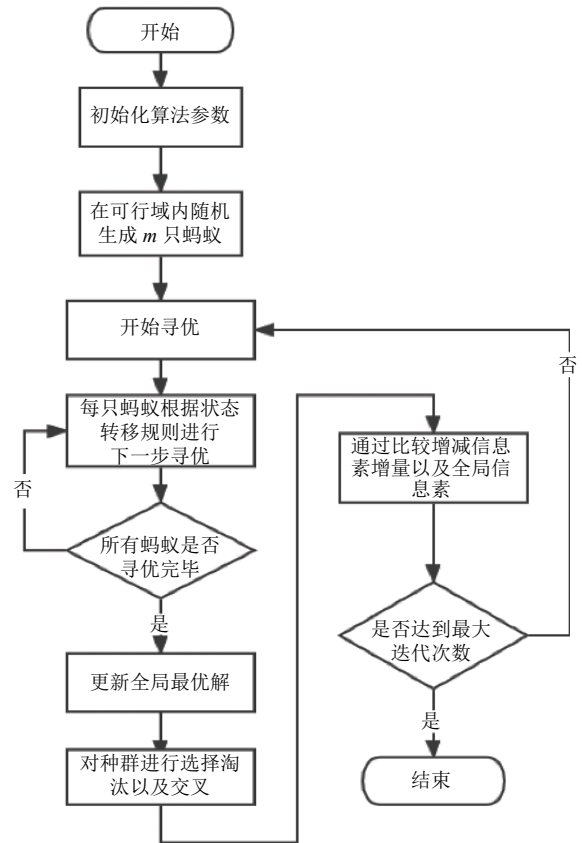 开始
初始化算法参数
在可行域内随机
生成 m 只蚂蚁
开始寻优
每只蚂蚁根据状态
转移规则进行
下一步寻优
否
所有蚂蚁是否
寻优完毕
是
更新全局最优解
对种群进行选择淘
汰以及交叉
通过比较增减信息
素增量以及全局信
息素
否
是否达到最大
迭代次数
是
结束